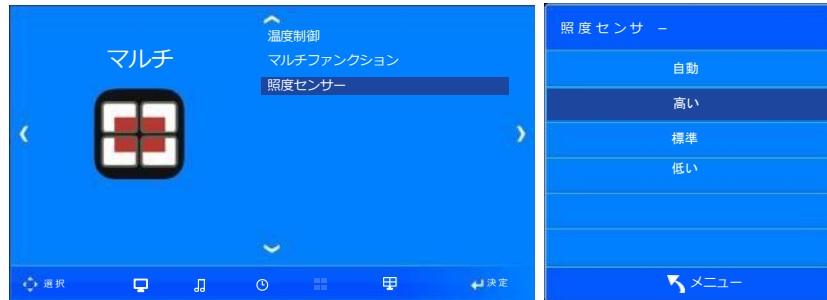 マルチ
温度制御
マルチファンクション
照度センサー
選択
決定
照度センサ －
自動
高い
標準
低い
メニュー